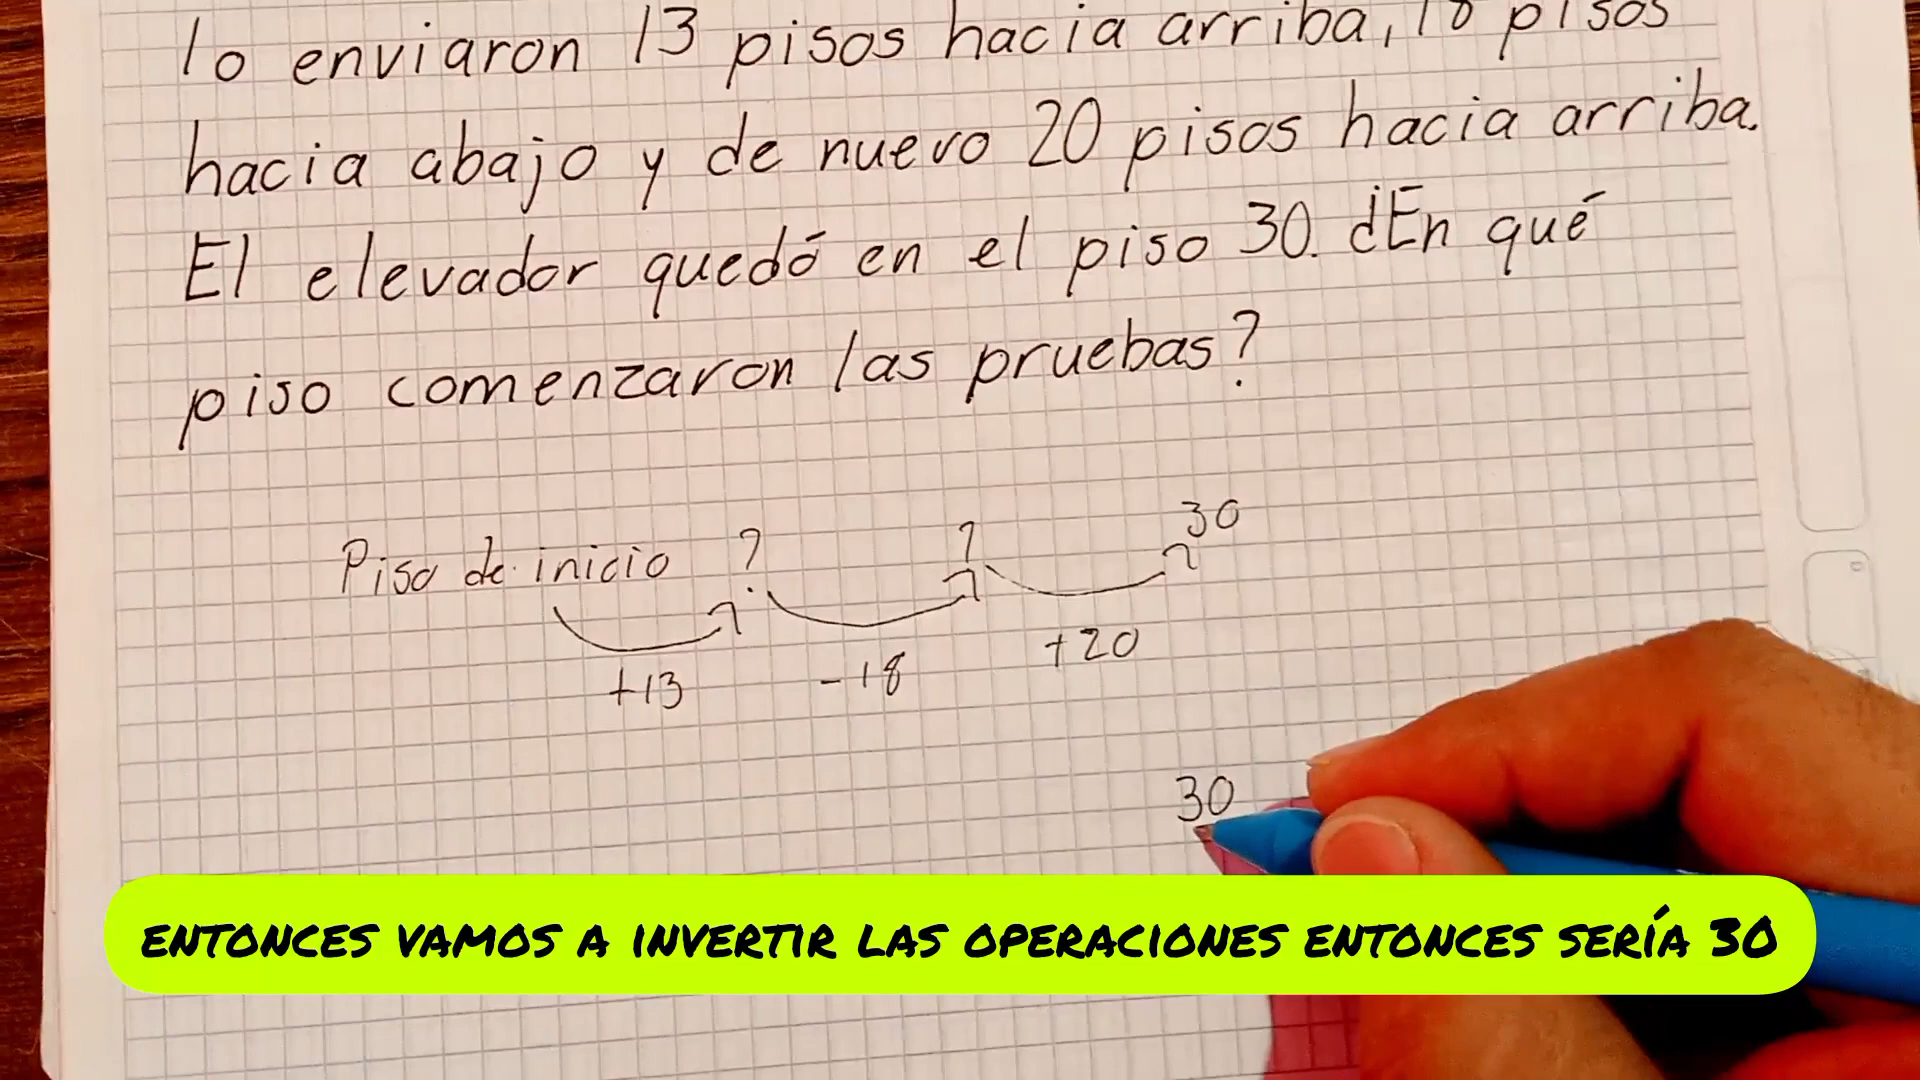 lo enviaron 13 pisos hacia arriba, 18 pisos
hacia abajo y de nuevo 20 pisos hacia arriba.
El elevador quedó en el piso 30. ¿En qué
piso comenzaron las pruebas?
Piso de inicio ? ? 30
+13 -18 +20
30
ENTONCES VAMOS A INVERTIR LAS OPERACIONES ENTONCES SERÍA 30